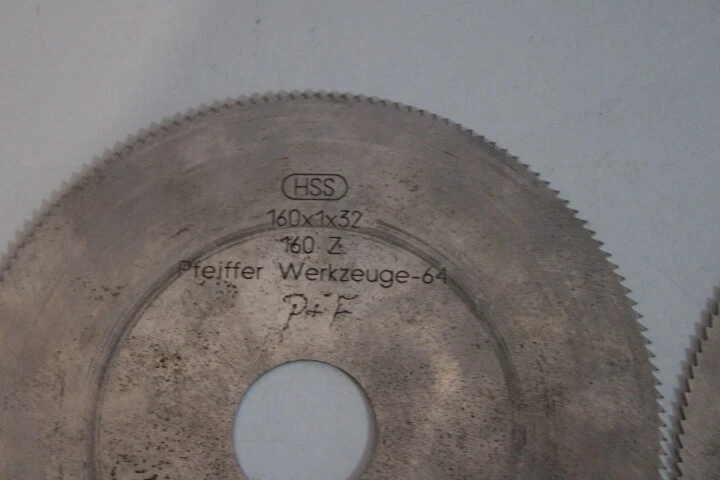 HSS
160x1x32
160 Z
Pfeiffer Werkzeuge-64
P+F